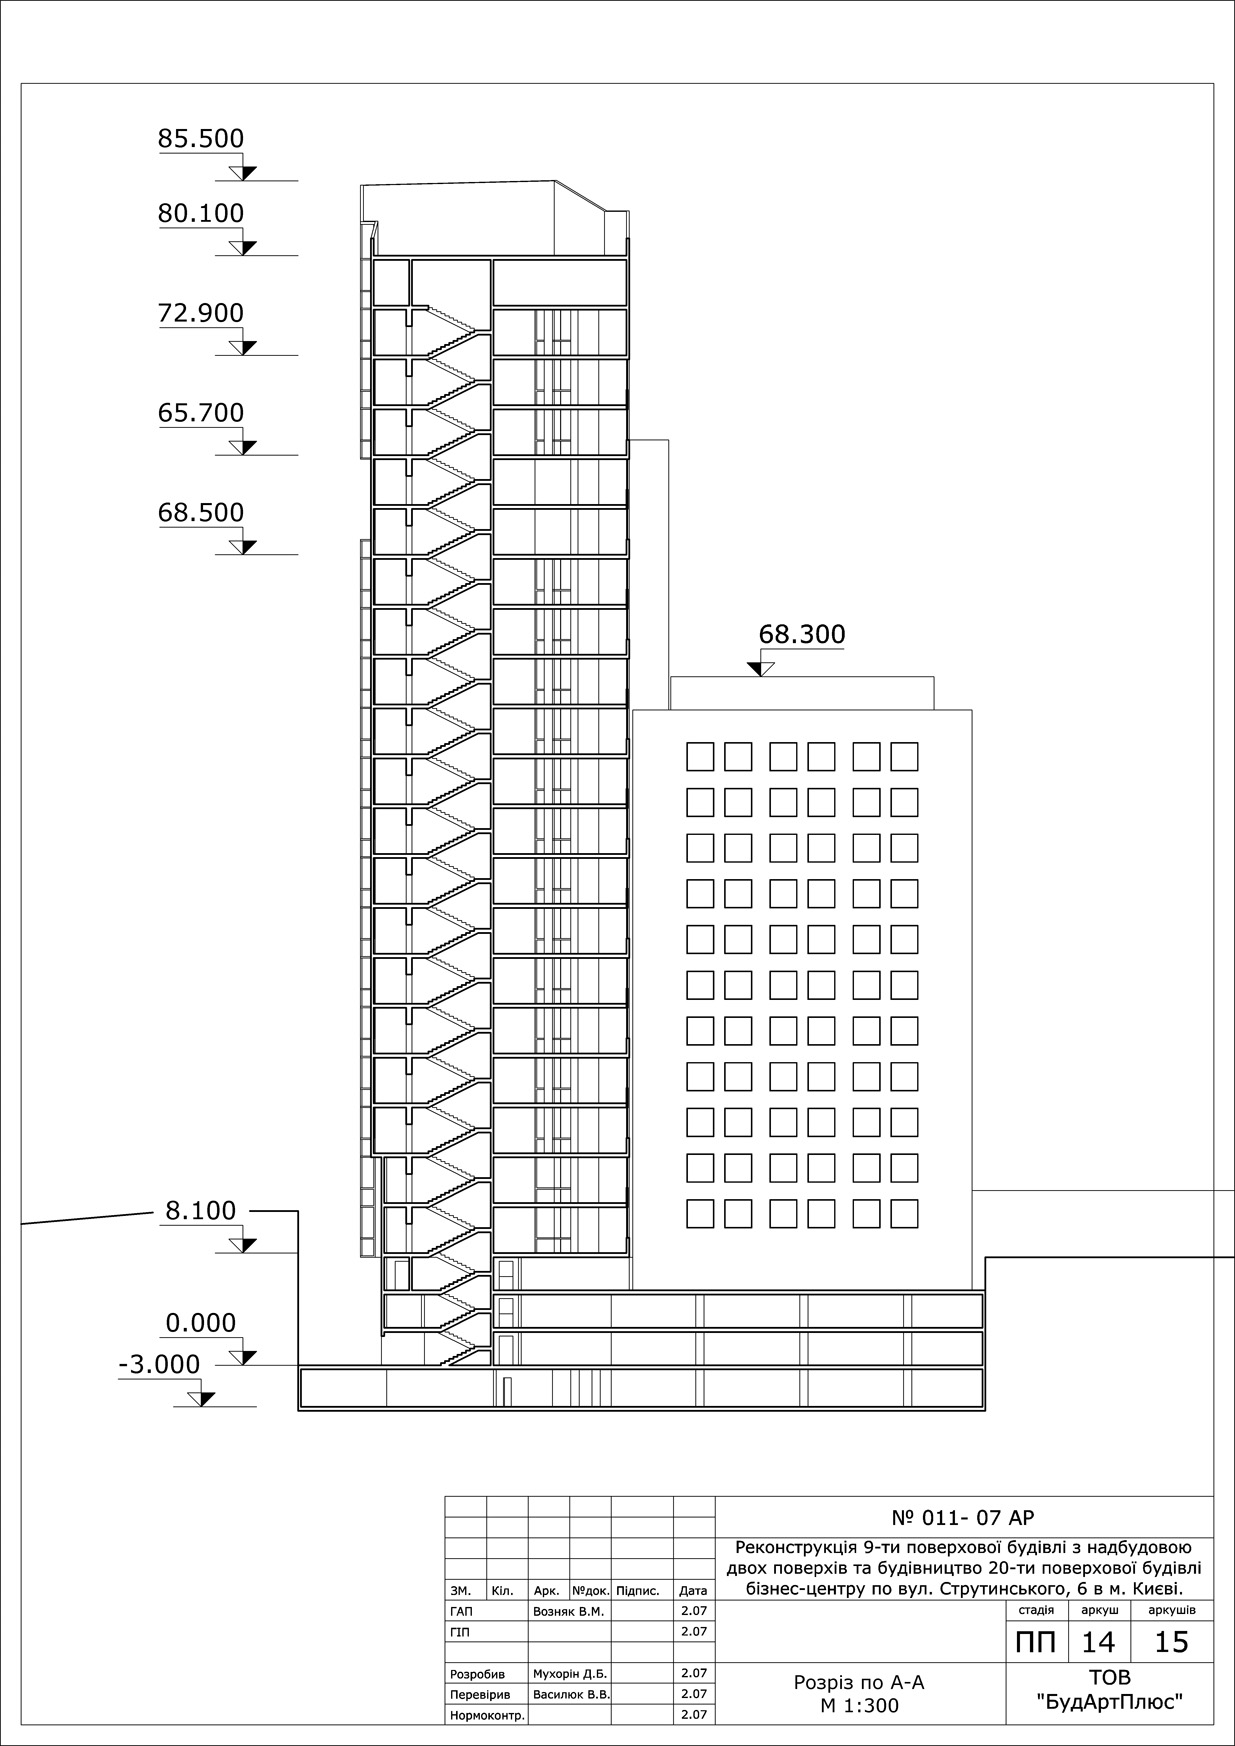 85.500
80.100
72.900
65.700
68.500
68.300
8.100
0.000
-3.000
№ 011- 07 АР
Реконструкція 9-ти поверхової будівлі з надбудовою
двох поверхів та будівництво 20-ти поверхової будівлі
бізнес-центру по вул. Струтинського, 6 в м. Києві.
ЗМ. Кіл. Арк. №док. Підпис. Дата
ГАП Возняк В.М. 2.07
ГІП 2.07
стадія аркуш аркушів
ПП 14 15
Розробив Мухорін Д.Б. 2.07
Перевірив Василюк В.В. 2.07
Нормоконтр. 2.07
Розріз по А-А
М 1:300
ТОВ
"БудАртПлюс"